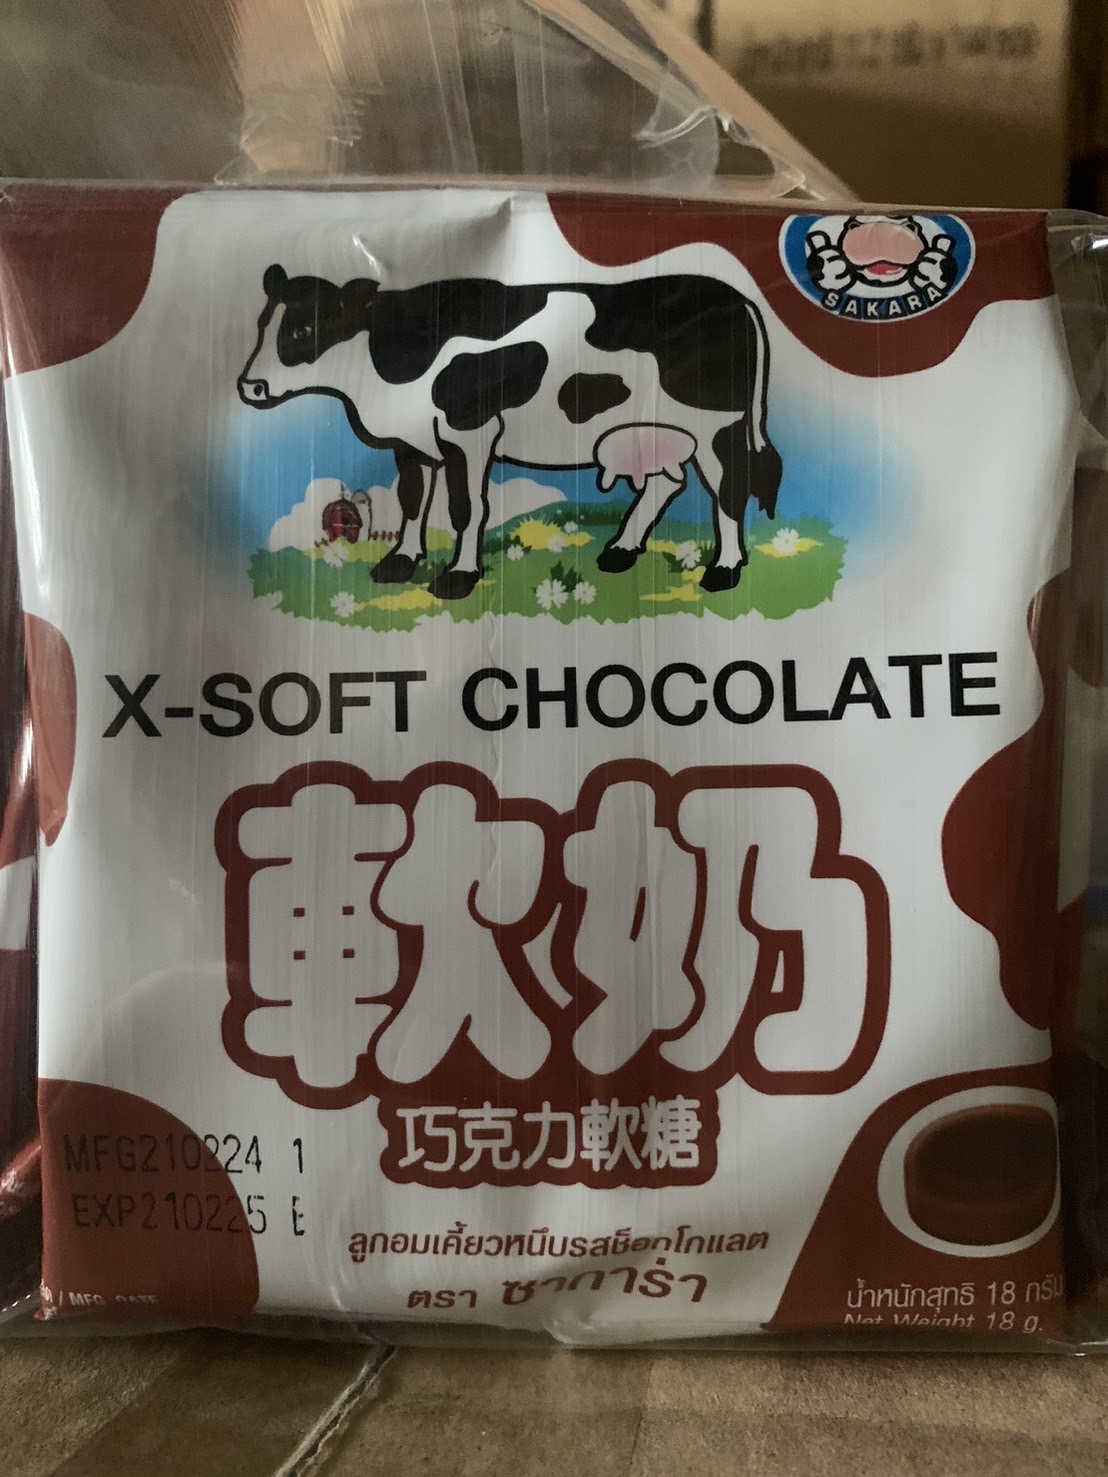 SAKARA
X-SOFT CHOCOLATE
軟奶
巧克力軟糖
MFG210224 1
EXP210225 E
ลูกอมเคี้ยวหนึบรสช็อกโกแลต
ตรา ซาการ่า
/ MFG. DATE
น้ำหนักสุทธิ 18 กรัม
Net Weight 18 g.